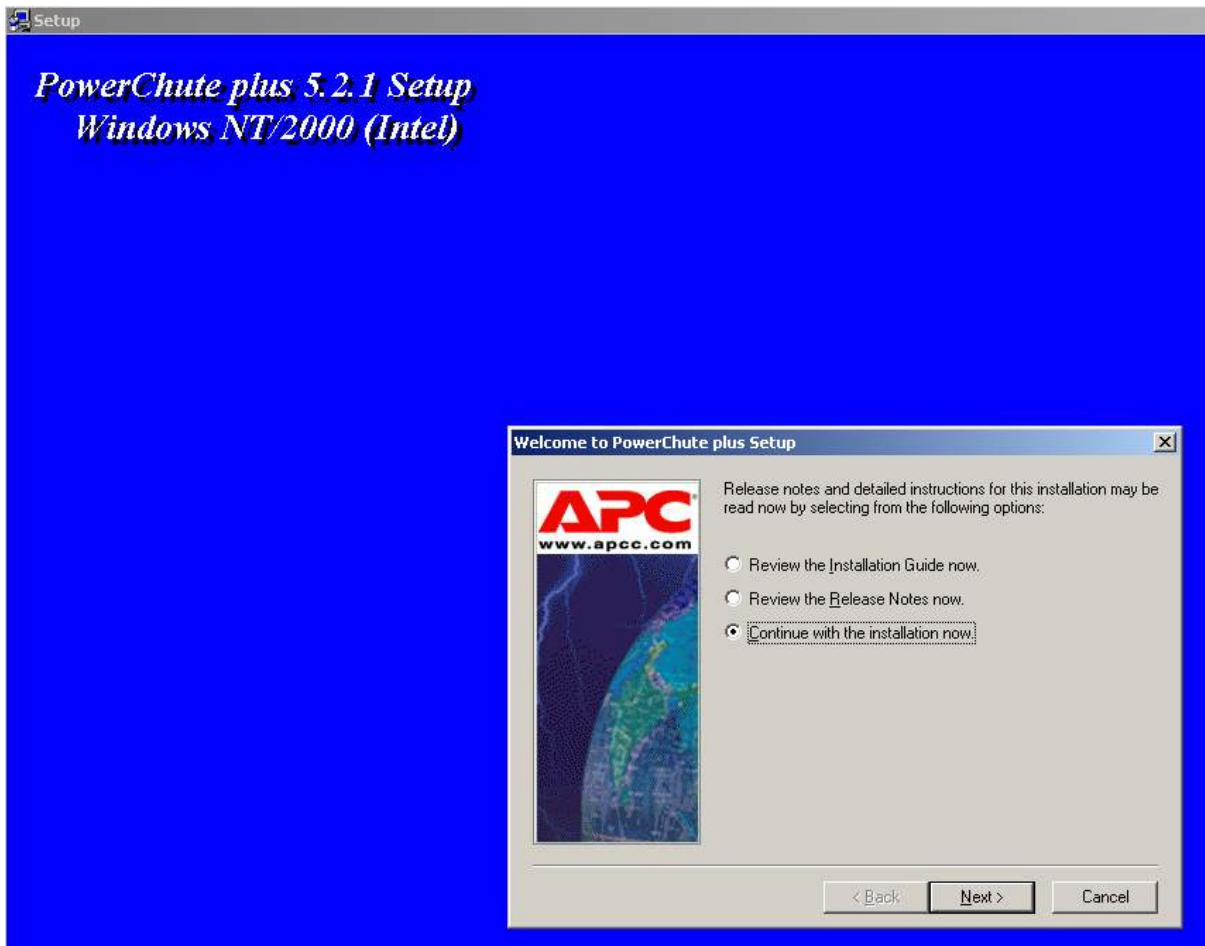 Setup
PowerChute plus 5.2.1 Setup
Windows NT/2000 (Intel)
Welcome to PowerChute plus Setup
APC
www.apcc.com
Release notes and detailed instructions for this installation may be
read now by selecting from the following options:
Review the Installation Guide now.
Review the Release Notes now.
Continue with the installation now.
< Back
Next >
Cancel